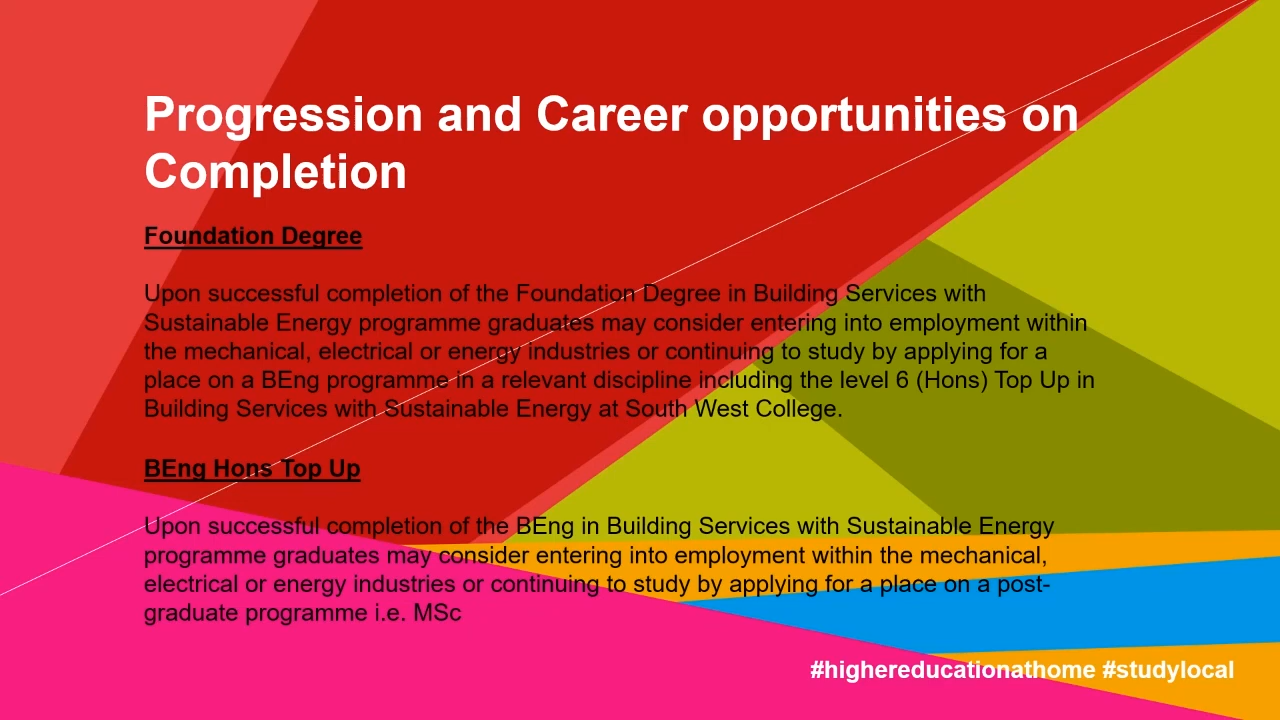 Progression and Career opportunities on
Completion
Foundation Degree
Upon successful completion of the Foundation Degree in Building Services with
Sustainable Energy programme graduates may consider entering into employment within
the mechanical, electrical or energy industries or continuing to study by applying for a
place on a BEng programme in a relevant discipline including the level 6 (Hons) Top Up in
Building Services with Sustainable Energy at South West College.
BEng Hons Top Up
Upon successful completion of the BEng in Building Services with Sustainable Energy
programme graduates may consider entering into employment within the mechanical,
electrical or energy industries or continuing to study by applying for a place on a post-
graduate programme i.e. MSc
#highereducationathome #studylocal